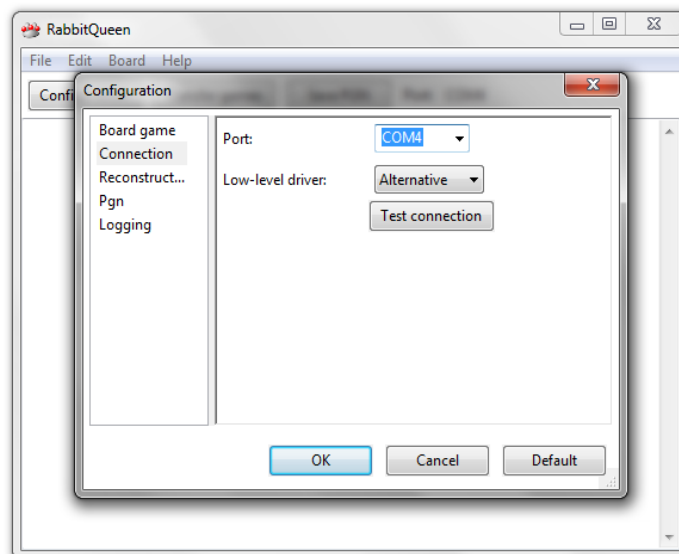 RabbitQueen
File Edit Board Help
Confi
Configuration
Board game
Connection
Reconstruct...
Pgn
Logging
Port: COM4
Low-level driver: Alternative
Test connection
OK Cancel Default